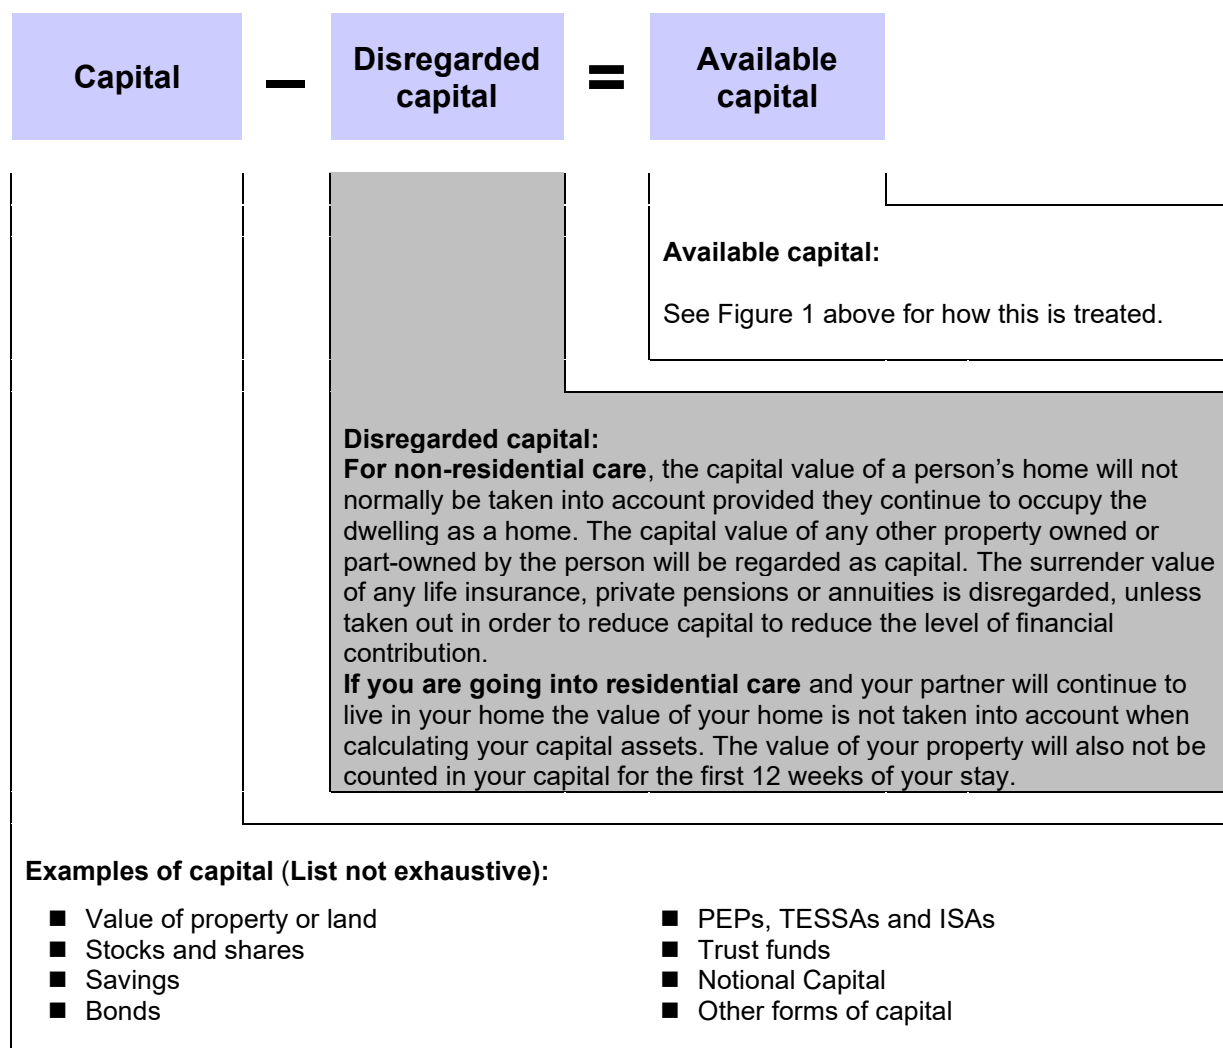 Capital – Disregarded capital = Available capital
Available capital:
See Figure 1 above for how this is treated.
Disregarded capital:
For non-residential care, the capital value of a person’s home will not
normally be taken into account provided they continue to occupy the
dwelling as a home. The capital value of any other property owned or
part-owned by the person will be regarded as capital. The surrender value
of any life insurance, private pensions or annuities is disregarded, unless
taken out in order to reduce capital to reduce the level of financial
contribution.
If you are going into residential care and your partner will continue to
live in your home the value of your home is not taken into account when
calculating your capital assets. The value of your property will also not be
counted in your capital for the first 12 weeks of your stay.
Examples of capital (List not exhaustive):
■ Value of property or land
■ Stocks and shares
■ Savings
■ Bonds
■ PEPs, TESSAs and ISAs
■ Trust funds
■ Notional Capital
■ Other forms of capital